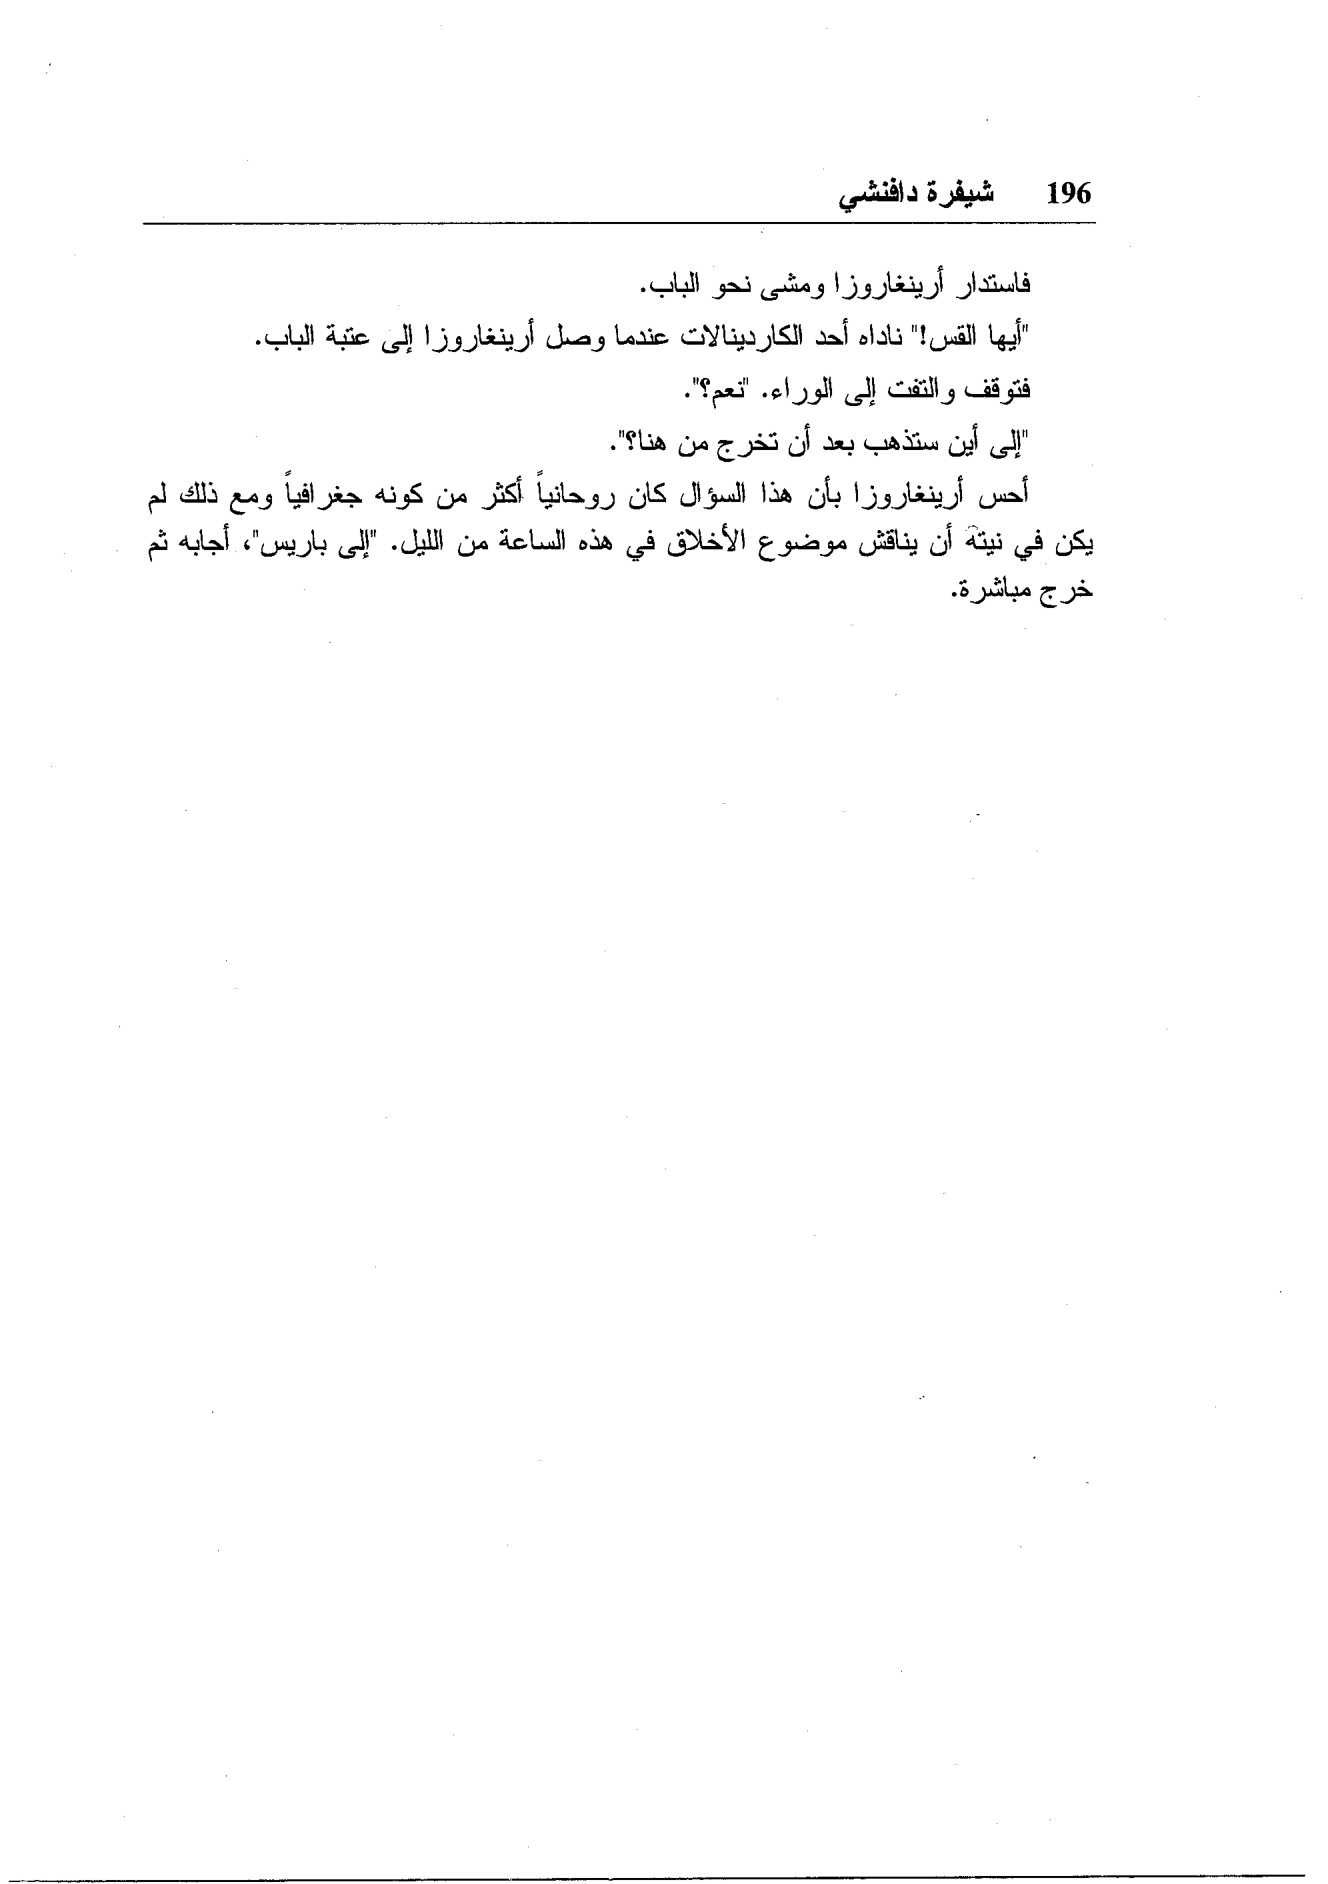 196 شيفرة دافنشي
فاستدار أرينغاروزا ومشى نحو الباب.
"أيها القس!" ناداه أحد الكاردينالات عندما وصل أرينغاروزا إلى عتبة الباب.
فتوقف والتفت إلى الوراء. "نعم؟".
"إلى أين ستذهب بعد أن تخرج من هنا؟".
أحس أرينغاروزا بأن هذا السؤال كان روحانياً أكثر من كونه جغرافياً ومع ذلك لم
يكن في نيتة أن يناقش موضوع الأخلاق في هذه الساعة من الليل. "إلى باريس"، أجابه ثم
خرج مباشرة.